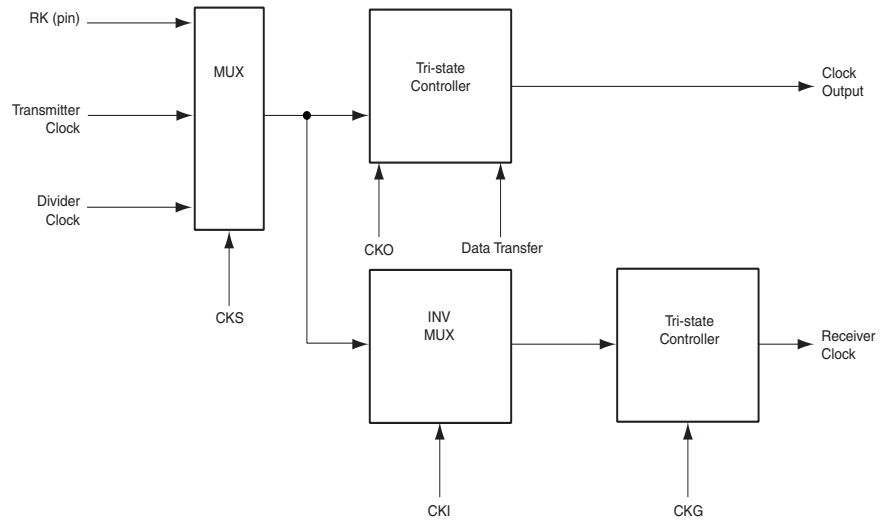 RK (pin)
MUX
Tri-state
Controller
Clock
Output
Transmitter
Clock
Divider
Clock
CKO
Data Transfer
CKS
INV
MUX
Tri-state
Controller
Receiver
Clock
CKI
CKG